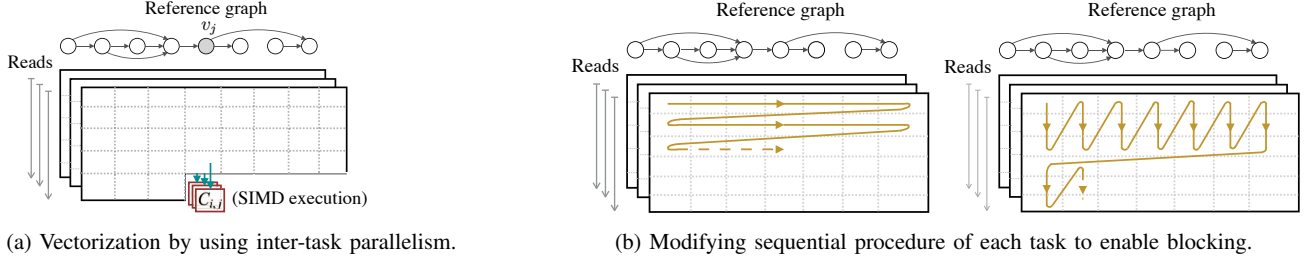 Reference graph
v_j
Reads
C_{i,j}
(SIMD execution)
(a) Vectorization by using inter-task parallelism.
Reference graph
Reads
Reference graph
Reads
(b) Modifying sequential procedure of each task to enable blocking.